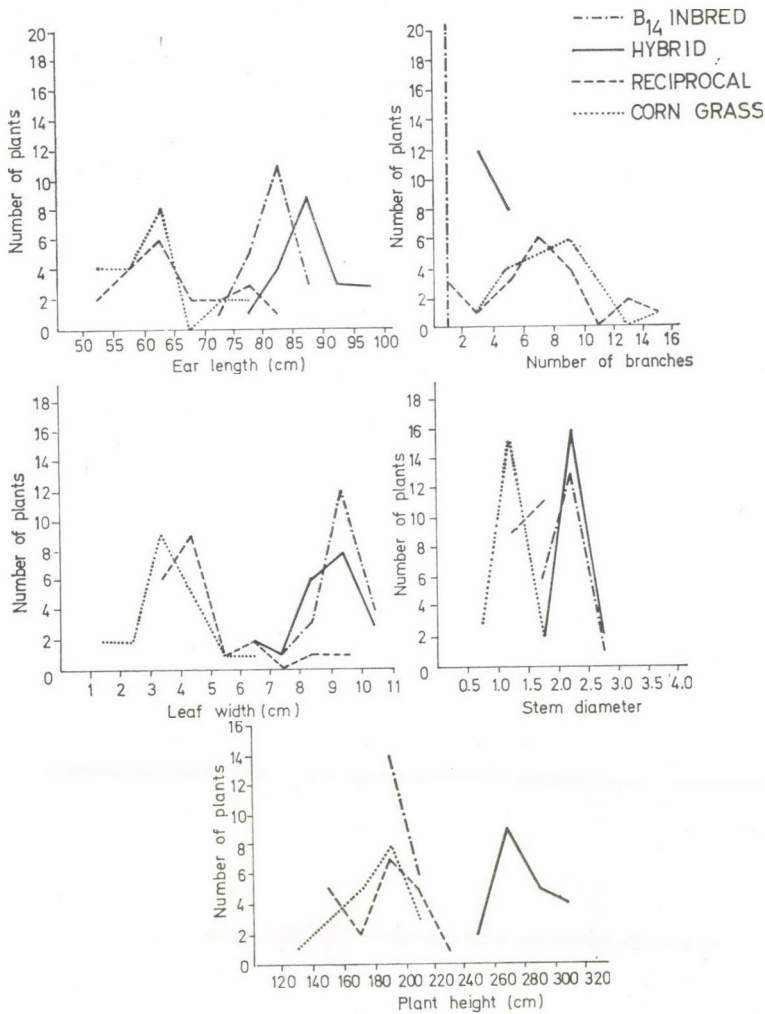 B14 INBRED
HYBRID
RECIPROCAL
CORN GRASS
Number of plants
20
18
16
14
12
10
8
6
4
2
0
50 55 60 65 70 75 80 85 90 95 100
Ear length (cm)
Number of plants
20
18
16
14
12
10
8
6
4
2
0
2 4 6 8 10 12 14 16
Number of branches
Number of plants
18
16
14
12
10
8
6
4
2
0
1 2 3 4 5 6 7 8 9 10 11
Leaf width (cm)
Number of plants
18
16
14
12
10
8
6
4
2
0
0.5 1.0 1.5 2.0 2.5 3.0 3.5 4.0
Stem diameter
Number of plants
16
14
12
10
8
6
4
2
0
120 140 160 180 200 220 240 260 300 320
Plant height (cm)